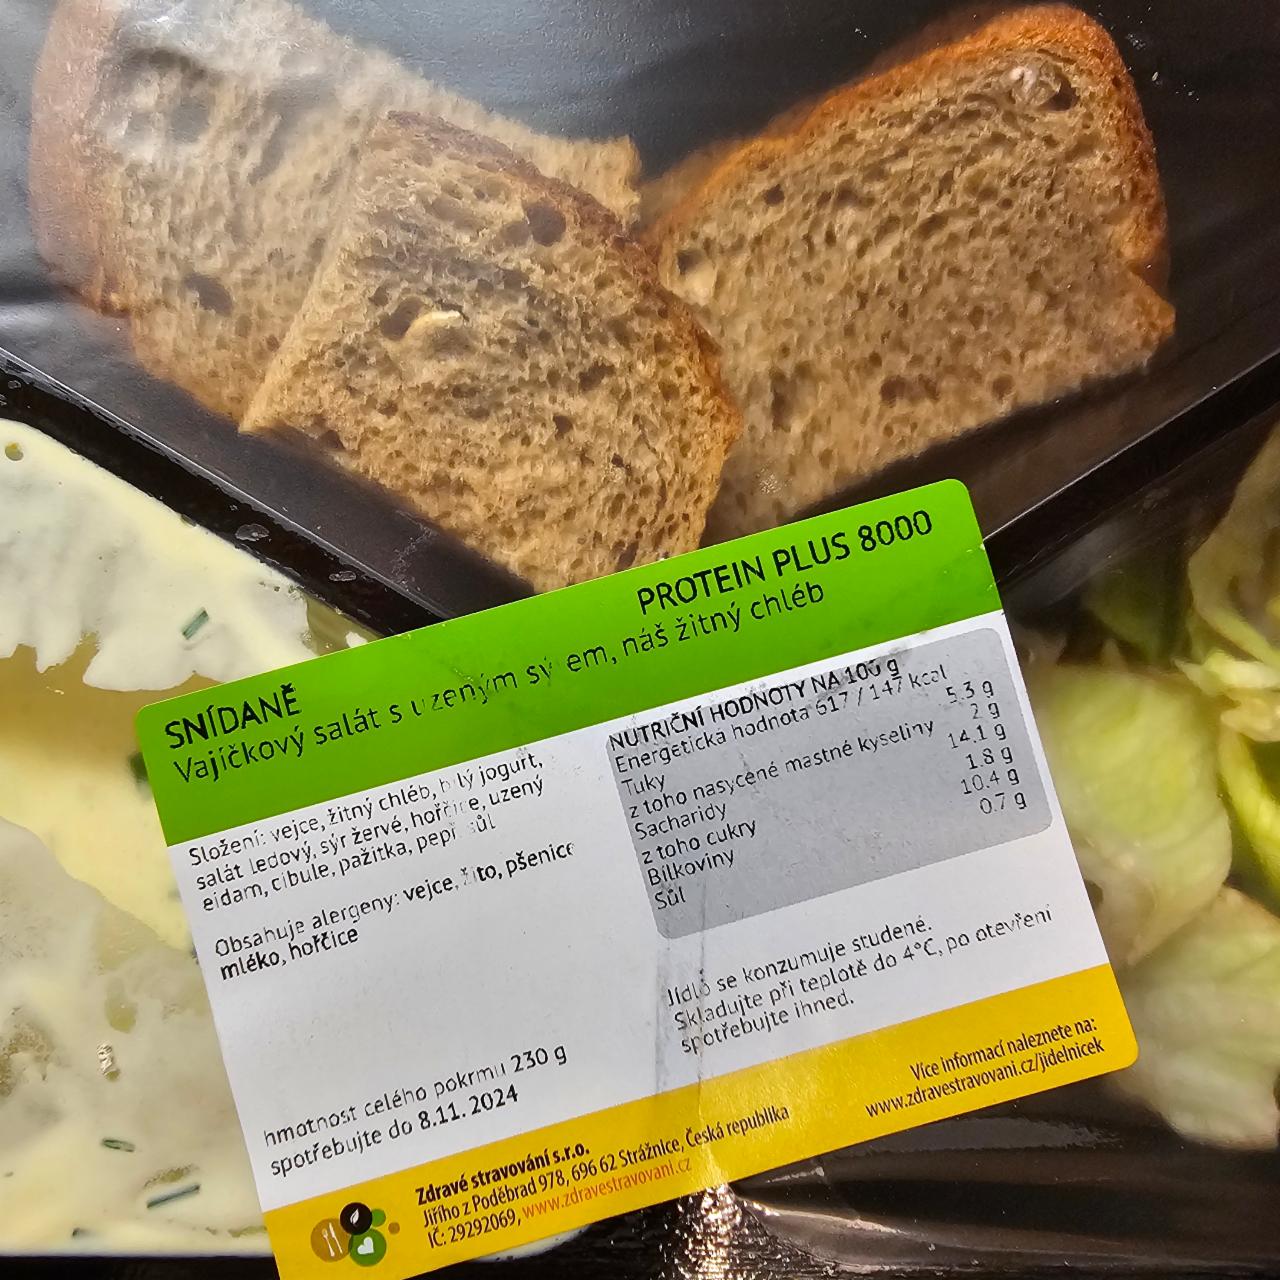 SNÍDANĚ
PROTEIN PLUS 8000
Vajíčkový salát s uzeným sý em, náš žitný chléb
Složení: vejce, žitný chléb, b lý jogurt,
salát ledový, sýr žervé, hořčice, uzený
eidam, cibule, pažitka, pepř sůl
Obsahuje alergeny: vejce, žito, pšenice
mléko, hořčice
hmotnost celého pokrmu 230 g
spotřebujte do 8.11. 2024
NUTRIČNÍ HODNOTY NA 100 g
Energetická hodnota 617 / 147 kcal
Tuky 5.3 g
z toho nasycené mastné kyseliny 2 g
Sacharidy 14.1 g
z toho cukry 1.8 g
Bílkoviny 10.4 g
Sůl 0.7 g
Jídlo se konzumuje studené.
Skladujte při teplotě do 4°C, po otevření
spotřebujte ihned.
Zdravé stravování s.r.o.
Jiřího z Poděbrad 978, 696 62 Strážnice, Česká republika
IČ: 29292069, www.zdravestravovani.cz
Více informací naleznete na:
www.zdravestravovani.cz/jidelnicek